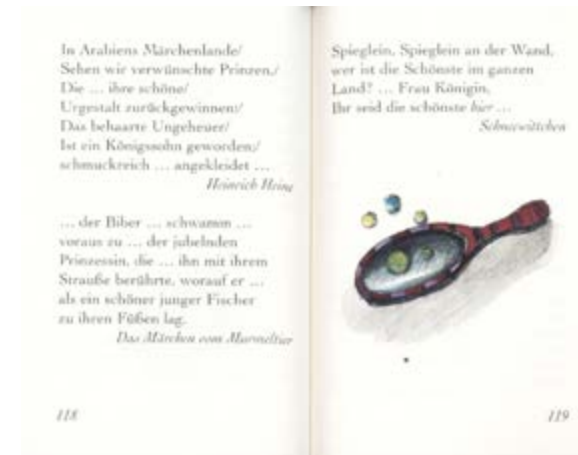 In Arabiens Märchenlande/
Sehen wir verwünschte Prinzen,/
Die ... ihre schöne/
Urgestalt zurückgewinnen:/
Das behaarte Ungeheuer/
Ist ein Königssohn geworden;/
schmuckreich ... angekleidet ...
Heinrich Heine
... der Biber ... schwamm ...
voraus zu ... der jubelnden
Prinzessin, die ... ihn mit ihrem
Strauße berührte, worauf er ...
als ein schöner junger Fischer
zu ihren Füßen lag.
Das Märchen vom Murmeltier
118
Spieglein, Spieglein an der Wand,
wer ist die Schönste im ganzen
Land? ... Frau Königin,
Ihr seid die schönste hier ...
Schneewittchen
119